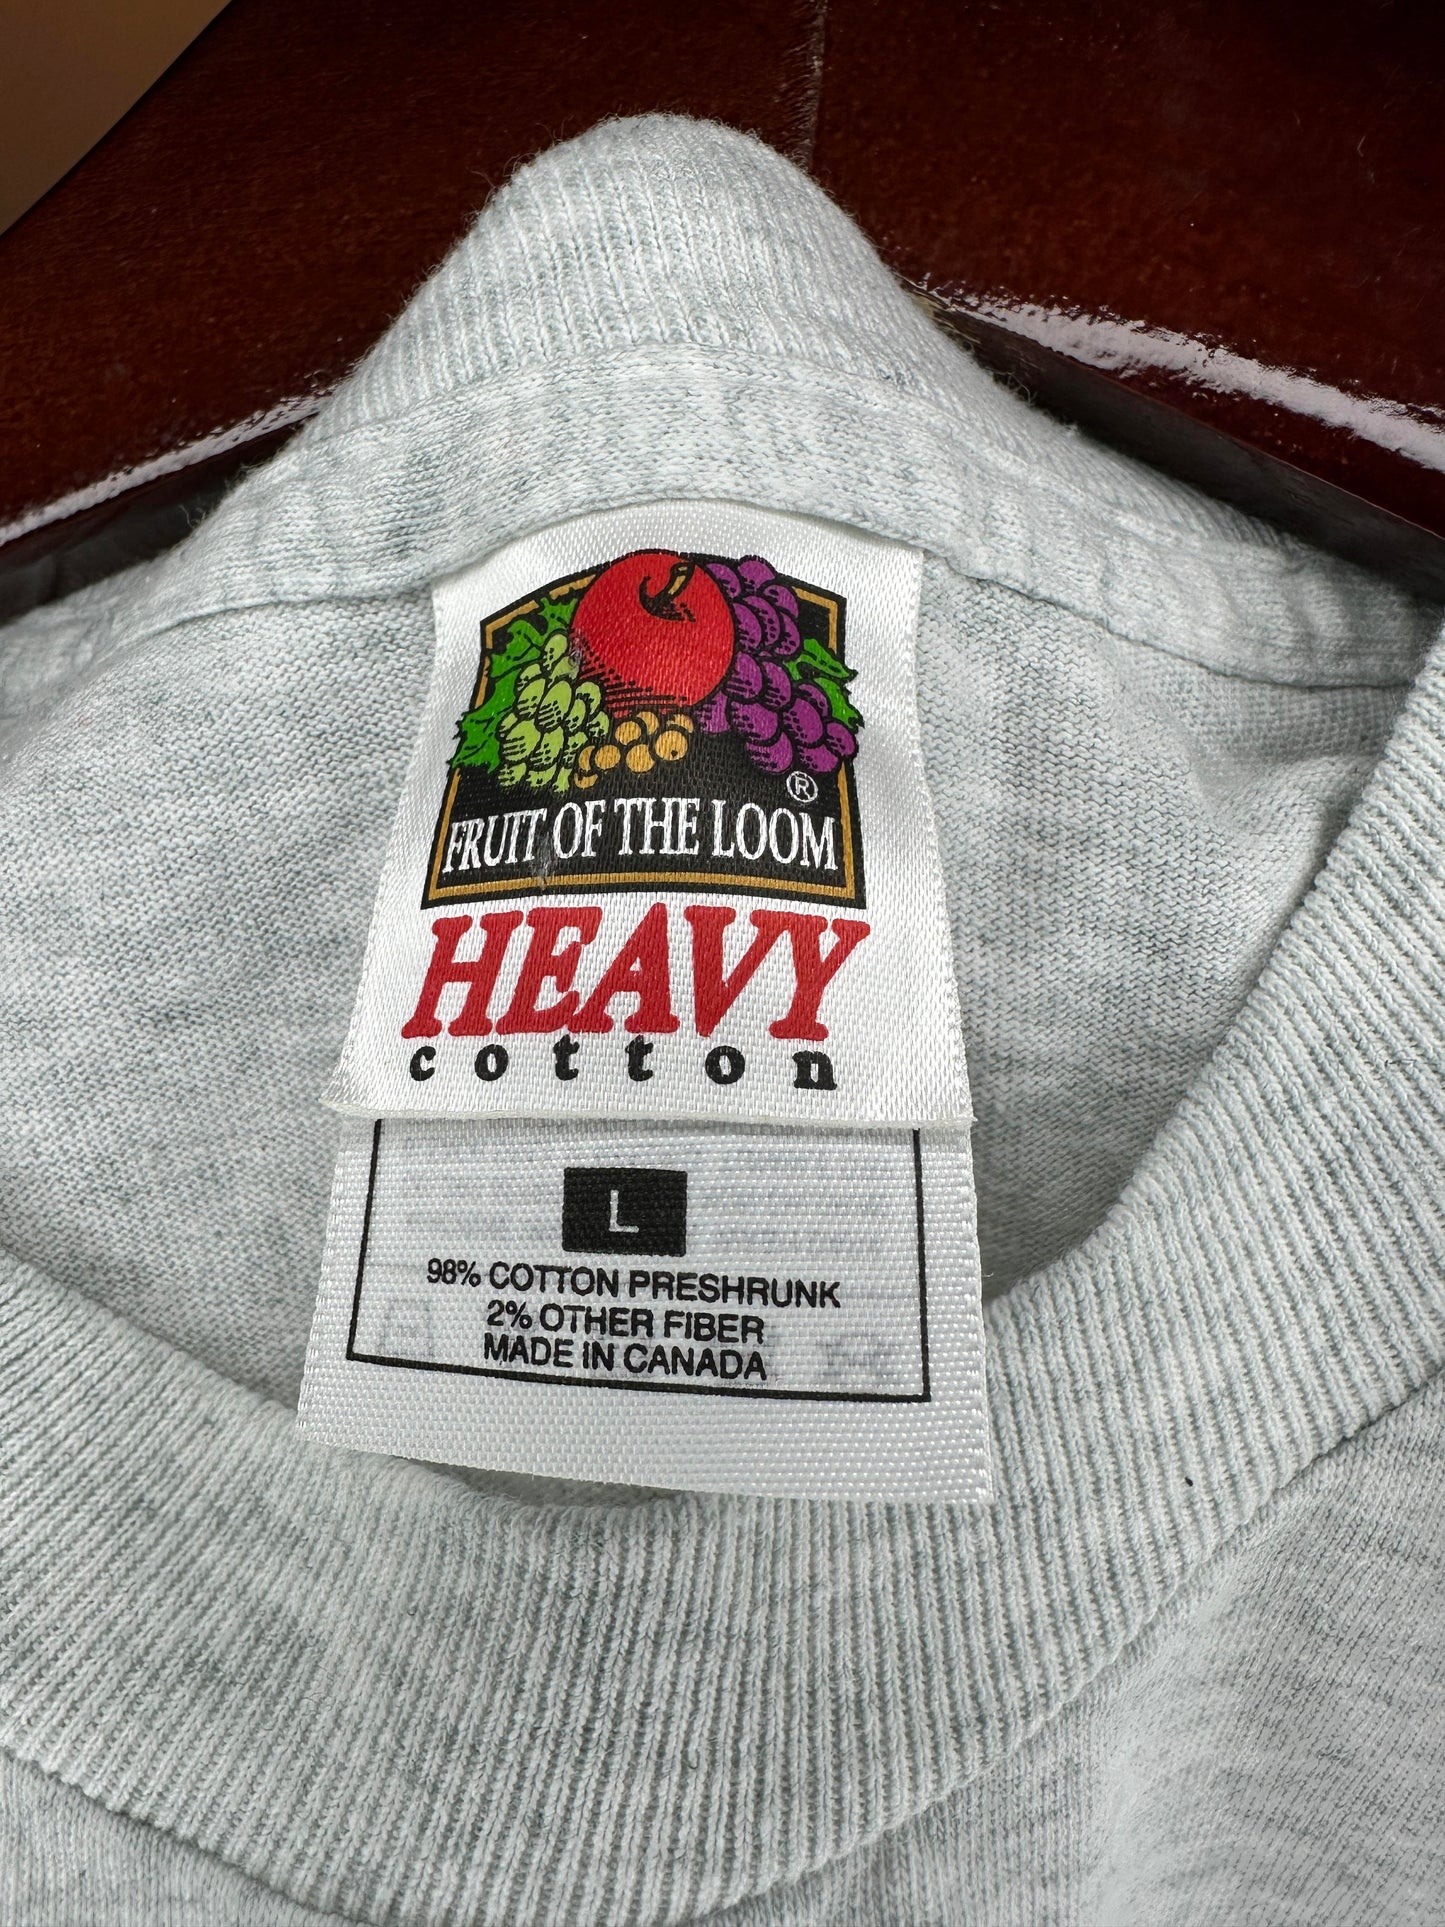 ®
FRUIT OF THE LOOM
HEAVY
cotton
L
98% COTTON PRESHRUNK
2% OTHER FIBER
MADE IN CANADA